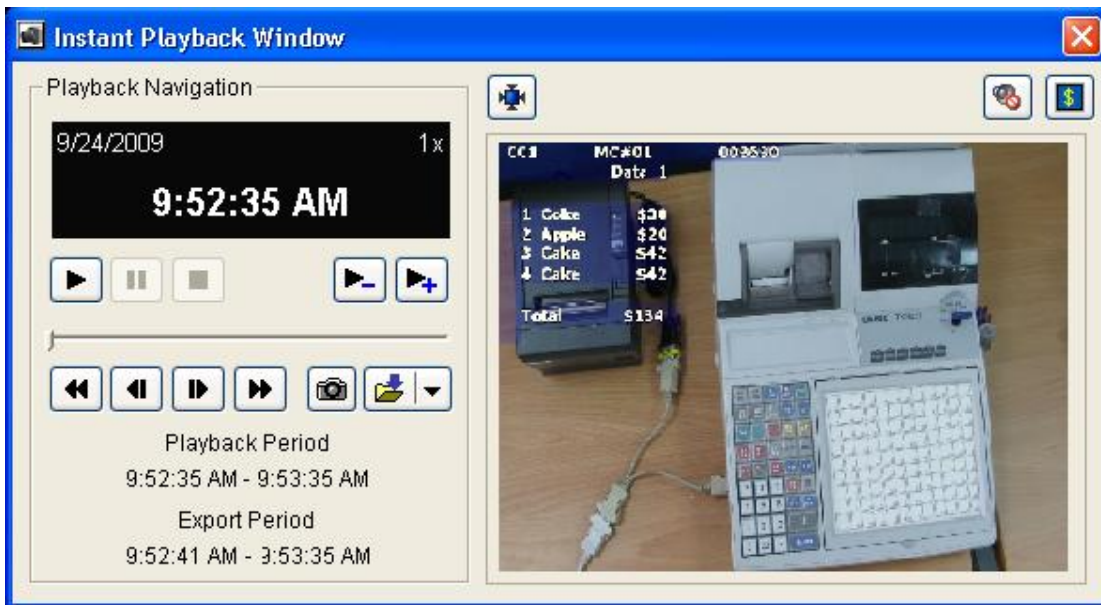 Instant Playback Window
Playback Navigation
9/24/2009 1x
9:52:35 AM
Playback Period
9:52:35 AM - 9:53:35 AM
Export Period
9:52:41 AM - 9:53:35 AM
CC1 MC#01
Date 1
1 Coke $30
2 Apple $20
3 Cake $42
4 Cake $42
Total $134